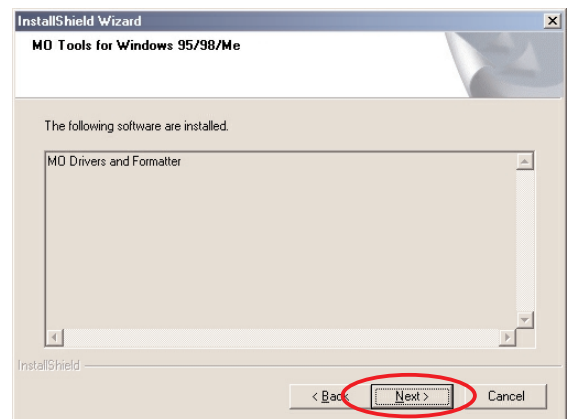 InstallShield Wizard
MO Tools for Windows 95/98/Me
The following software are installed.
MO Drivers and Formatter
InstallShield
< Back Next > Cancel